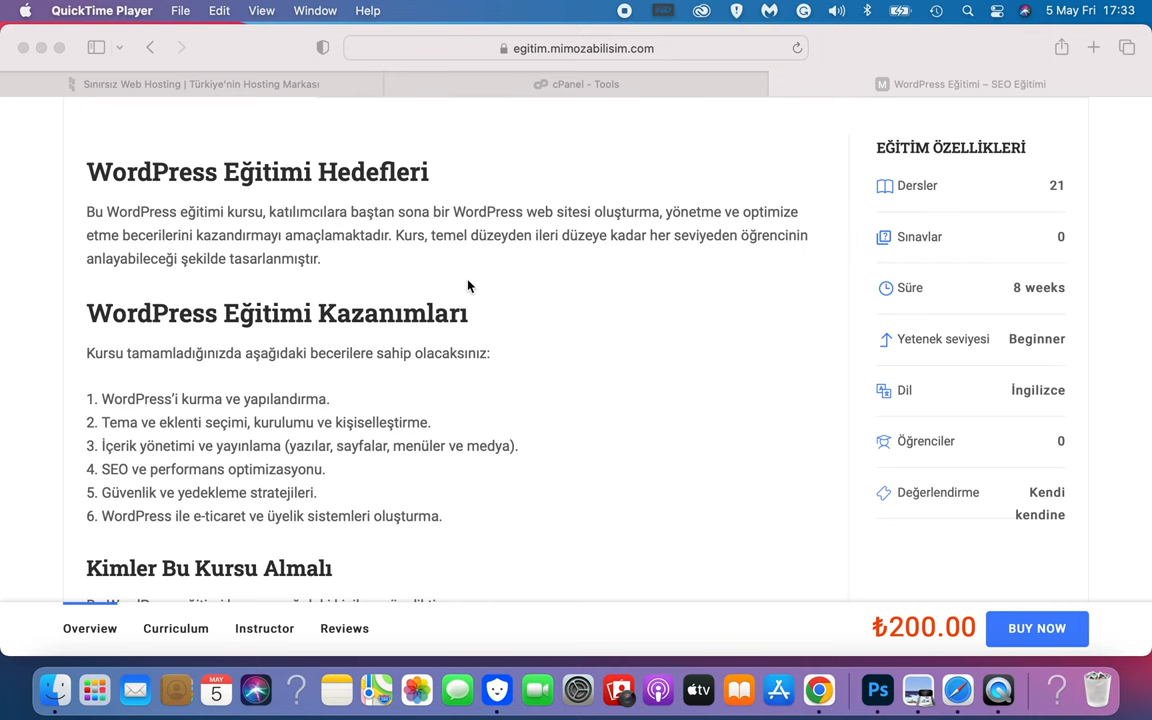 QuickTime Player File Edit View Window Help 5 May Fri 17:33
egitim.mimozabilisim.com
Sınırsız Web Hosting | Türkiye'nin Hosting Markası
cPanel - Tools
M WordPress Eğitimi – SEO Eğitimi
WordPress Eğitimi Hedefleri
Bu WordPress eğitimi kursu, katılımcılara baştan sona bir WordPress web sitesi oluşturma, yönetme ve optimize
etme becerilerini kazandırmayı amaçlamaktadır. Kurs, temel düzeyden ileri düzeye kadar her seviyeden öğrencinin
anlayabileceği şekilde tasarlanmıştır.
WordPress Eğitimi Kazanımları
Kursu tamamladığınızda aşağıdaki becerilere sahip olacaksınız:
1. WordPress'i kurma ve yapılandırma.
2. Tema ve eklenti seçimi, kurulumu ve kişiselleştirme.
3. İçerik yönetimi ve yayınlama (yazılar, sayfalar, menüler ve medya).
4. SEO ve performans optimizasyonu.
5. Güvenlik ve yedekleme stratejileri.
6. WordPress ile e-ticaret ve üyelik sistemleri oluşturma.
Kimler Bu Kursu Almalı
EĞİTİM ÖZELLİKLERİ
Dersler 21
Sınavlar 0
Süre 8 weeks
Yetenek seviyesi Beginner
Dil İngilizce
Öğrenciler 0
Değerlendirme Kendi
kendine
Overview Curriculum Instructor Reviews
₺200.00 BUY NOW
MAY
5
tv
Ps